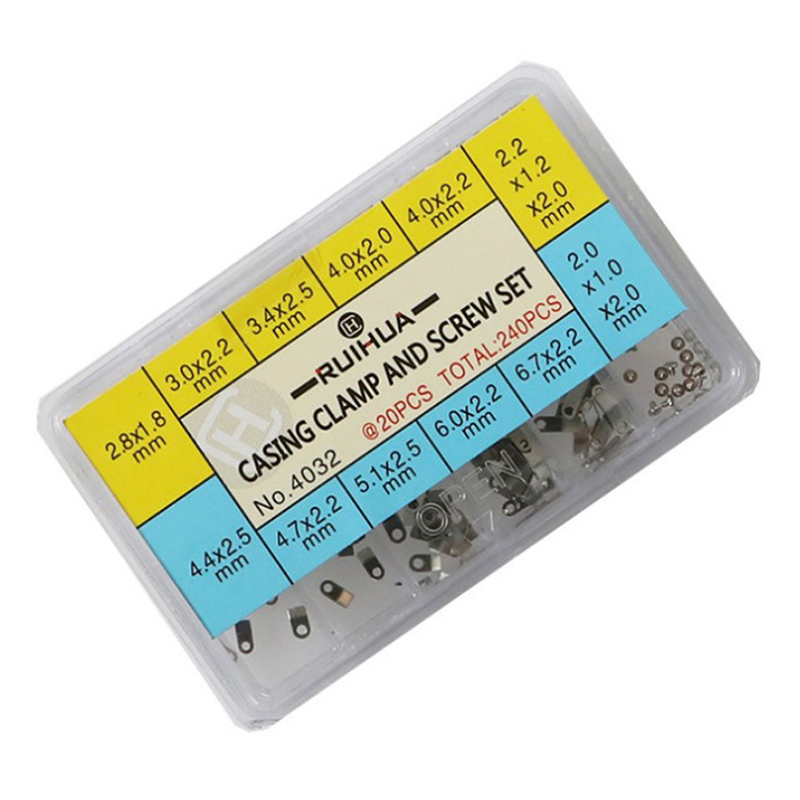 2.8x1.8
mm
3.0x2.2
mm
3.4x2.5
mm
4.0x2.0
mm
4.0x2.2
mm
2.2
x1.2
x2.0
mm
H
RUIHUA
CASING CLAMP AND SCREW SET
@20PCS TOTAL:240PCS
No.4032
4.4x2.5
mm
4.7x2.2
mm
5.1x2.5
mm
6.0x2.2
mm
6.7x2.2
mm
2.0
x1.0
x2.0
mm
OPEN